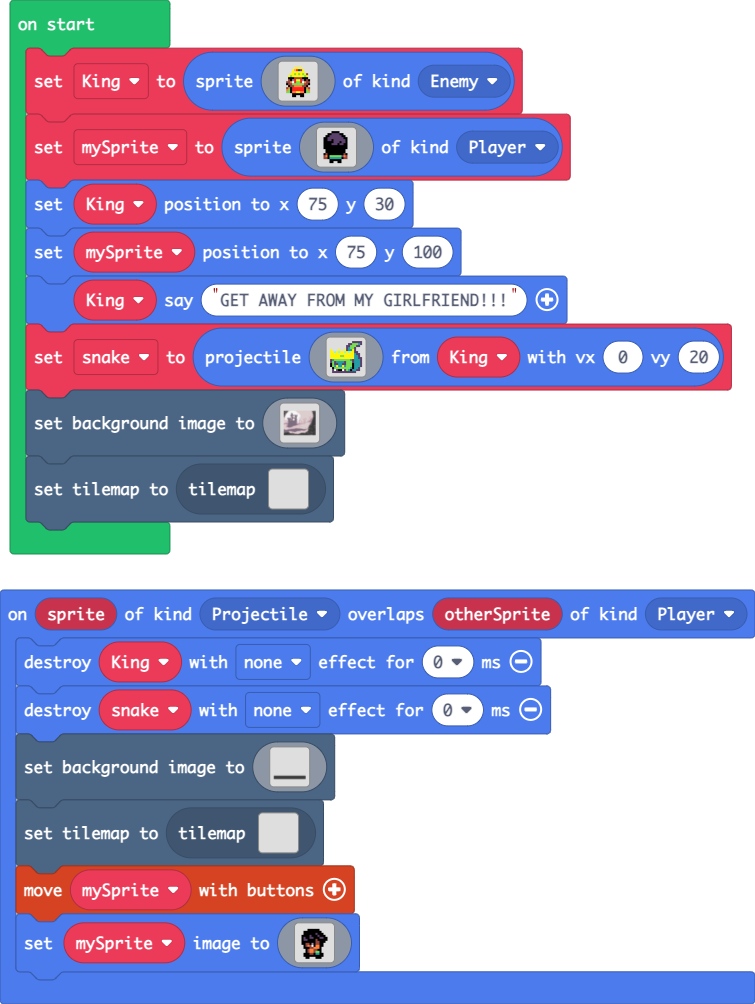 on start
set King to sprite of kind Enemy
set mySprite to sprite of kind Player
set King position to x 75 y 30
set mySprite position to x 75 y 100
King say "GET AWAY FROM MY GIRLFRIEND!!!"
set snake to projectile from King with vx 0 vy 20
set background image to
set tilemap to tilemap
on sprite of kind Projectile overlaps otherSprite of kind Player
destroy King with none effect for 0 ms
destroy snake with none effect for 0 ms
set background image to
set tilemap to tilemap
move mySprite with buttons
set mySprite image to